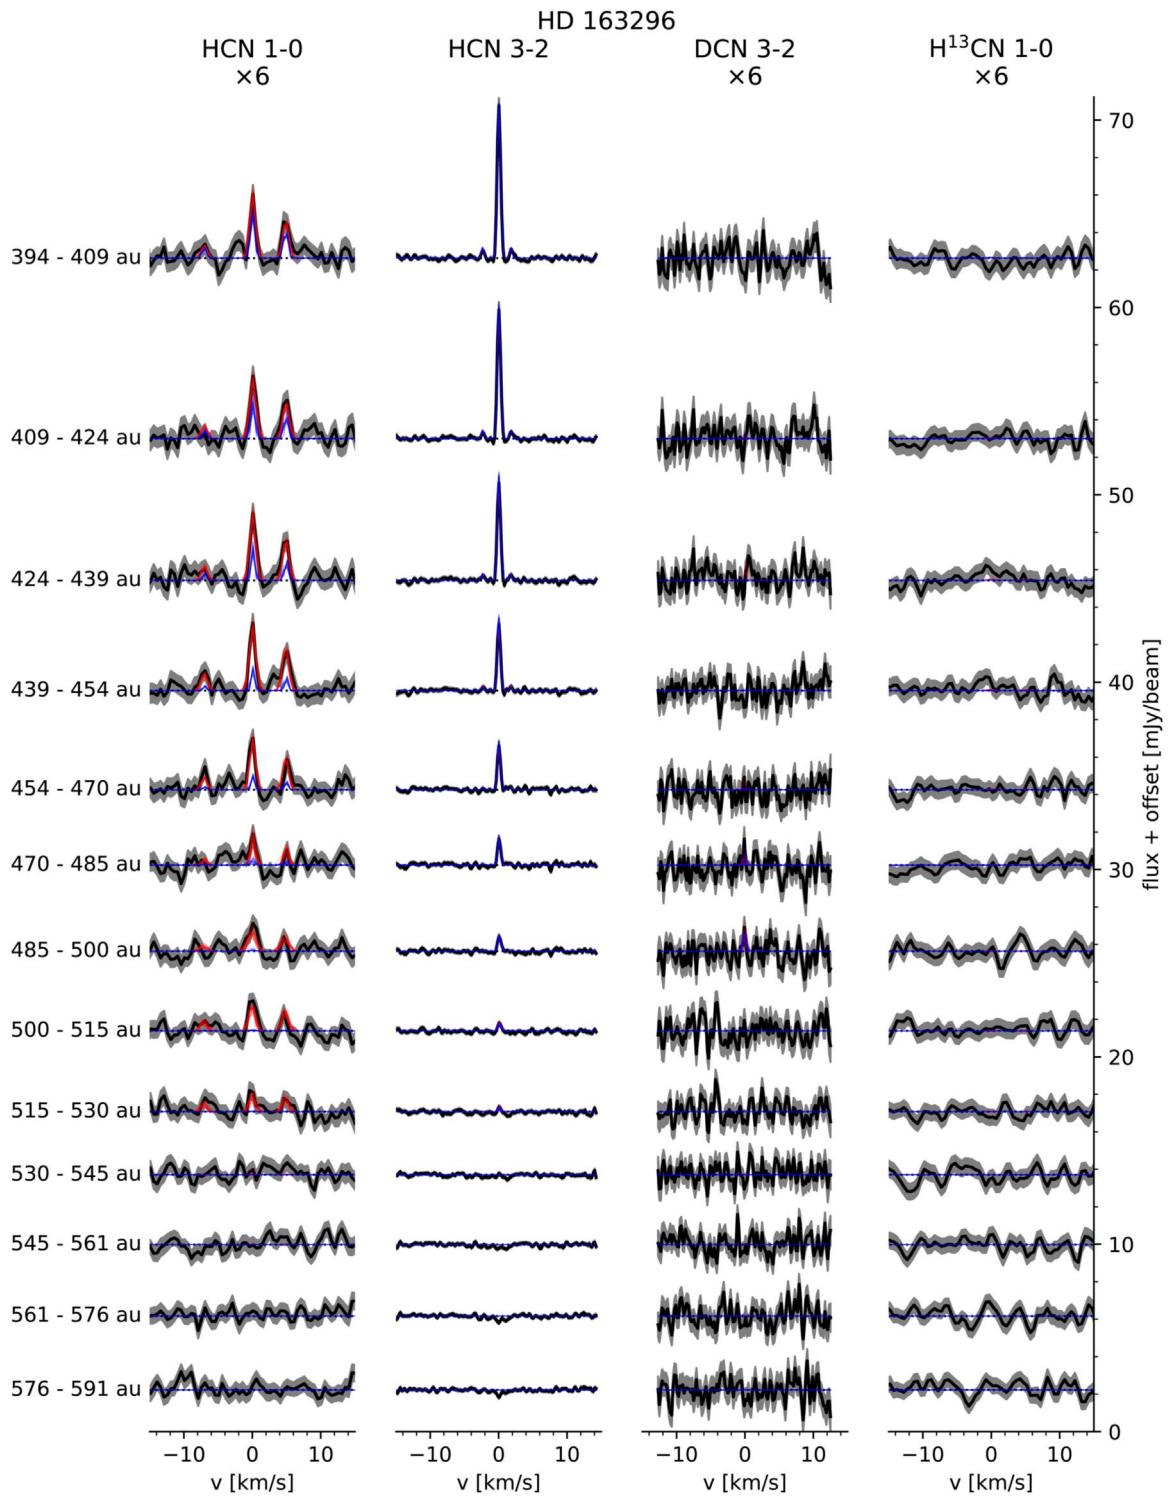 HD 163296
HCN 1-0 HCN 3-2 DCN 3-2 H¹³CN 1-0
×6 ×6 ×6
70
394 - 409 au
60
409 - 424 au
50
424 - 439 au
439 - 454 au
40
454 - 470 au
470 - 485 au
30
485 - 500 au
500 - 515 au
20
515 - 530 au
530 - 545 au
545 - 561 au
10
561 - 576 au
576 - 591 au
0
flux + offset [mJy/beam]
−10 0 10 −10 0 10 −10 0 10 −10 0 10
v [km/s] v [km/s] v [km/s] v [km/s]